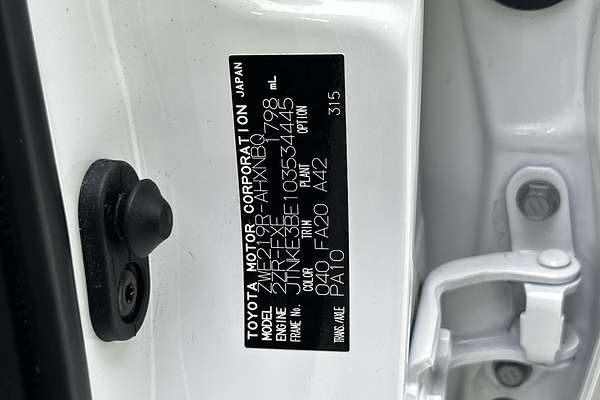 TOYOTA MOTOR CORPORATION JAPAN
MODEL ZWE219R-AHXNBQ
ENGINE 2ZR-FXE 1798 mL
FRAME No. JTNKE3BE103534445
COLOR TRIM PLANT OPTION
040 FA20 A42
TRANS./AXLE PA10 315